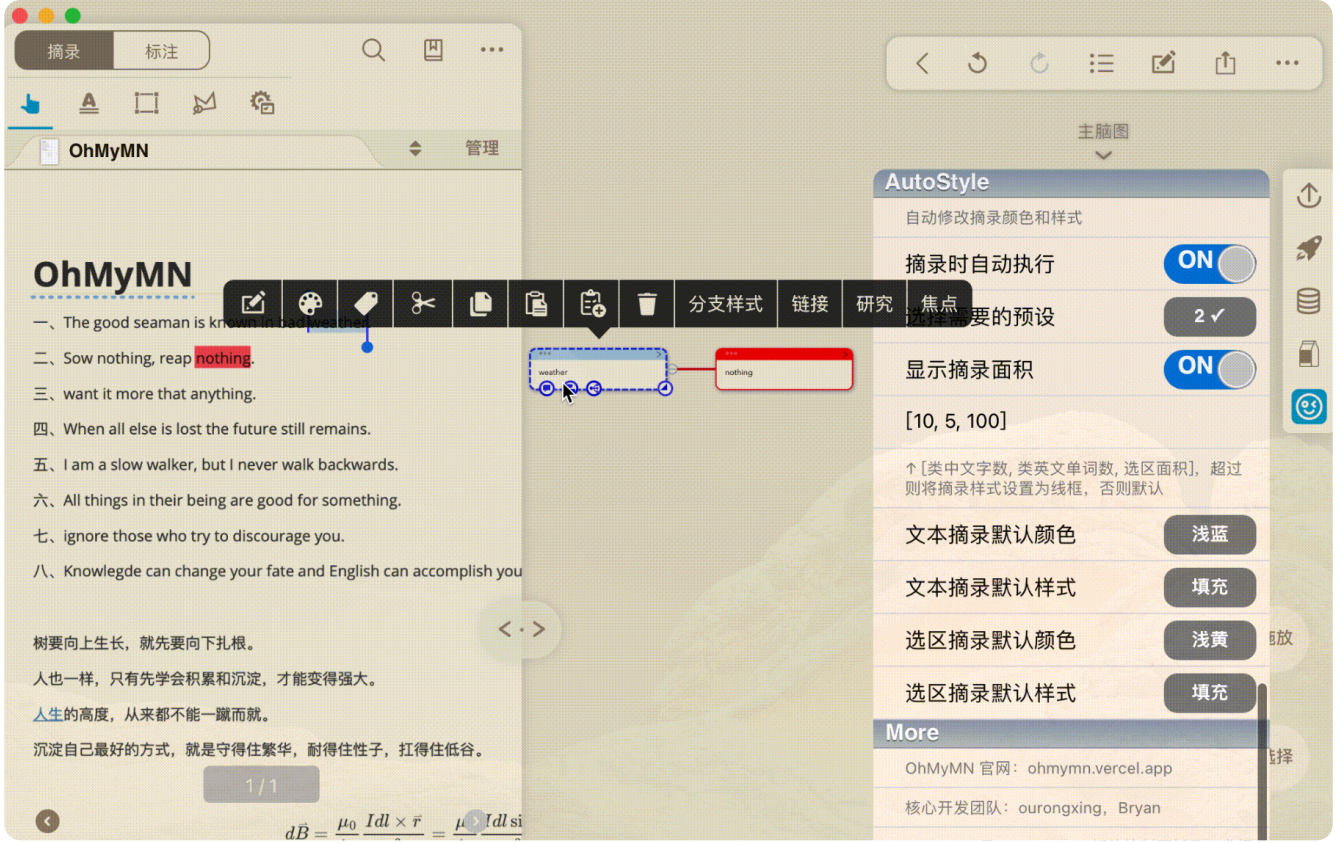 摘录 标注
OhMyMN
管理
OhMyMN
一、The good seaman is known in bad weather.
二、Sow nothing, reap nothing.
三、want it more that anything.
四、When all else is lost the future still remains.
五、I am a slow walker, but I never walk backwards.
六、All things in their being are good for something.
七、ignore those who try to discourage you.
八、Knowlegde can change your fate and English can accomplish you
树要向上生长，就先要向下扎根。
人也一样，只有先学会积累和沉淀，才能变得强大。
人生的高度，从来都不能一蹴而就。
沉淀自己最好的方式，就是守得住繁华，耐得住性子，扛得住低谷。
1 / 1
分支样式 链接 研究 焦点
weather
nothing
主脑图
AutoStyle
自动修改摘录颜色和样式
摘录时自动执行 ON
选择需要的预设 2 ✓
显示摘录面积 ON
[10, 5, 100]
↑ [类中文字数, 类英文单词数, 选区面积]，超过
则将摘录样式设置为线框，否则默认
文本摘录默认颜色 浅蓝
文本摘录默认样式 填充
选区摘录默认颜色 浅黄
选区摘录默认样式 填充
More
OhMyMN 官网：ohmymn.vercel.app
核心开发团队：ourongxing，Bryan